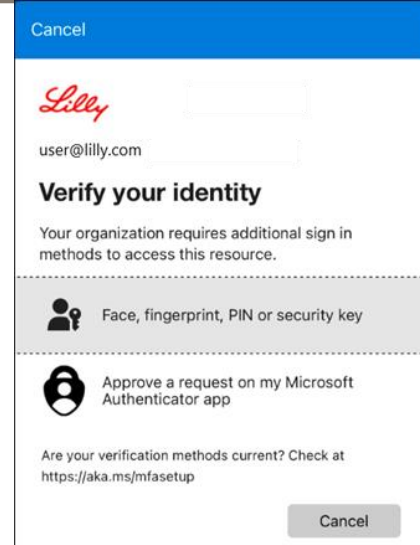 Cancel
Lilly
user@lilly.com
Verify your identity
Your organization requires additional sign in
methods to access this resource.
Face, fingerprint, PIN or security key
Approve a request on my Microsoft
Authenticator app
Are your verification methods current? Check at
https://aka.ms/mfasetup
Cancel